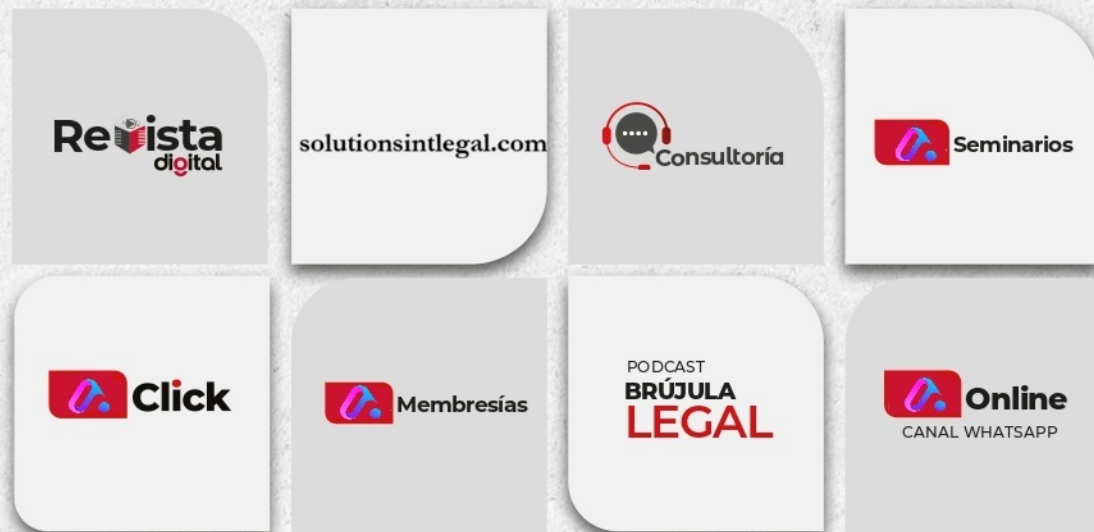 Revista
digital
solutionsintlegal.com
Consultoría
Seminarios
Click
Membresías
PODCAST
BRÚJULA
LEGAL
Online
CANAL WHATSAPP